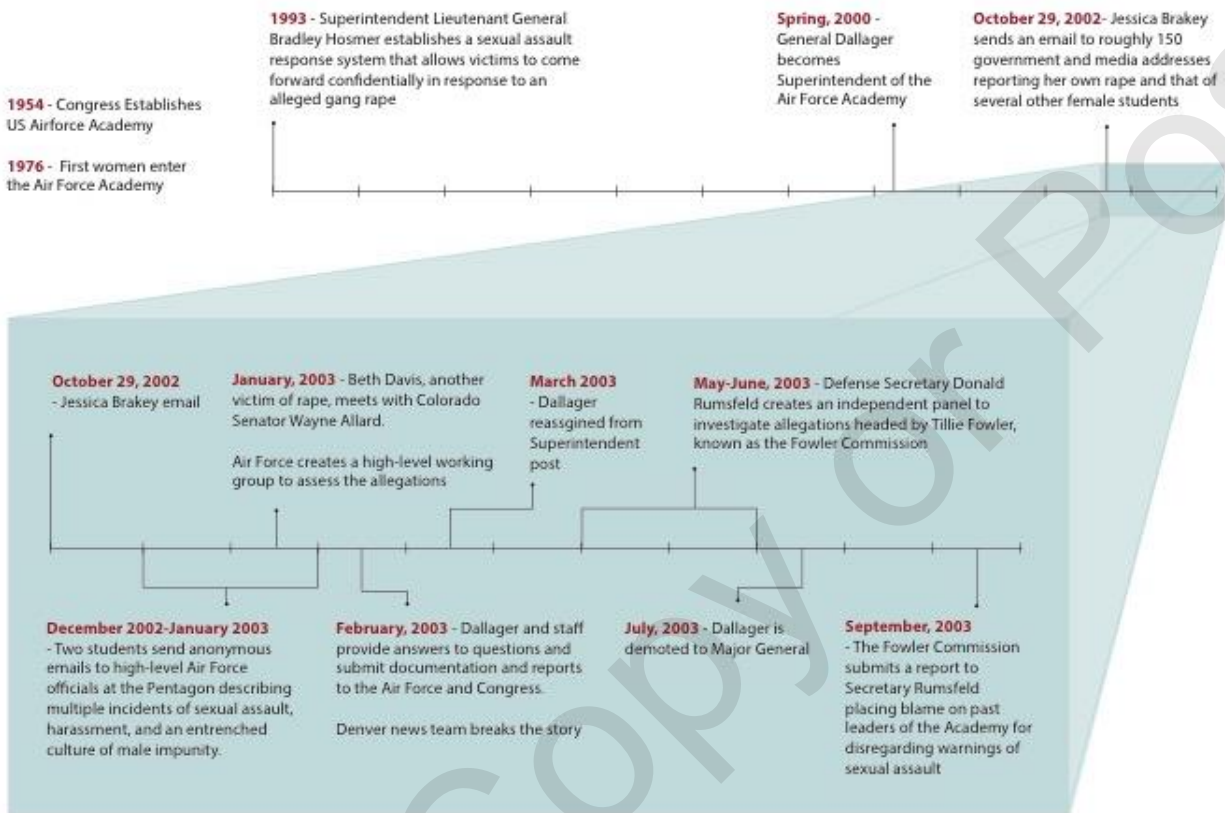 1954 - Congress Establishes
US Airforce Academy
1976 - First women enter
the Air Force Academy
1993 - Superintendent Lieutenant General
Bradley Hosmer establishes a sexual assault
response system that allows victims to come
forward confidentially in response to an
alleged gang rape
Spring, 2000 -
General Dallager
becomes
Superintendent of the
Air Force Academy
October 29, 2002- Jessica Brakey
sends an email to roughly 150
government and media addresses
reporting her own rape and that of
several other female students
October 29, 2002
- Jessica Brakey email
January, 2003 - Beth Davis, another
victim of rape, meets with Colorado
Senator Wayne Allard.
Air Force creates a high-level working
group to assess the allegations
March 2003
- Dallager
reassgined from
Superintendent
post
May-June, 2003 - Defense Secretary Donald
Rumsfeld creates an independent panel to
investigate allegations headed by Tillie Fowler,
known as the Fowler Commission
December 2002-January 2003
- Two students send anonymous
emails to high-level Air Force
officials at the Pentagon describing
multiple incidents of sexual assault,
harassment, and an entrenched
culture of male impunity.
February, 2003 - Dallager and staff
provide answers to questions and
submit documentation and reports
to the Air Force and Congress.
Denver news team breaks the story
July, 2003 - Dallager is
demoted to Major General
September, 2003
- The Fowler Commission
submits a report to
Secretary Rumsfeld
placing blame on past
leaders of the Academy for
disregarding warnings of
sexual assault
Copy or Pos